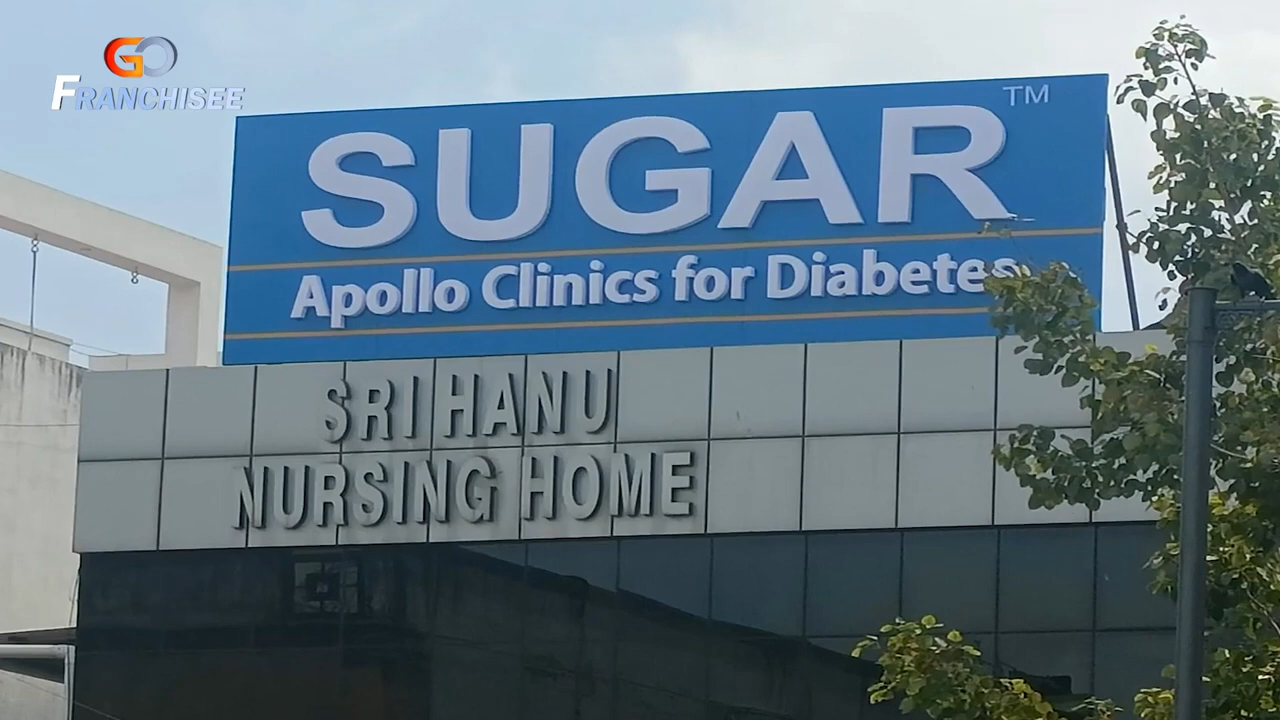 GO
FRANCHISEE
SUGAR™
Apollo Clinics for Diabetes
SRI HANU
NURSING HOME